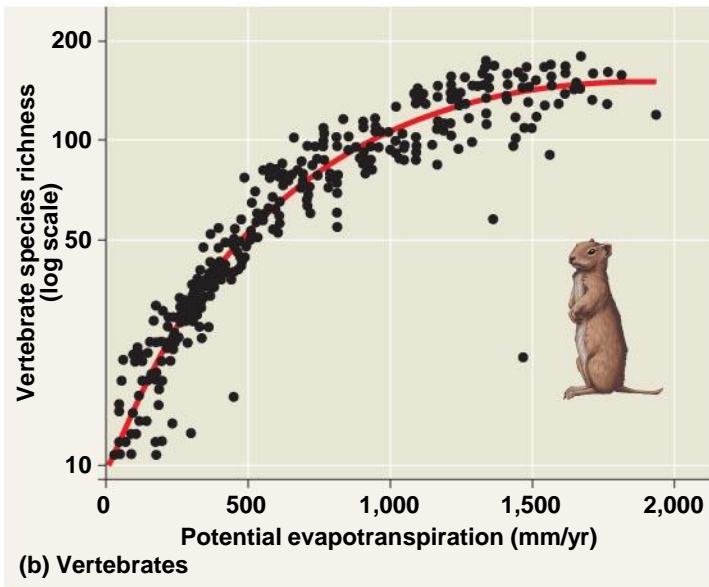 200
100
50
10
Vertebrate species richness
(log scale)
0 500 1,000 1,500 2,000
Potential evapotranspiration (mm/yr)
(b) Vertebrates